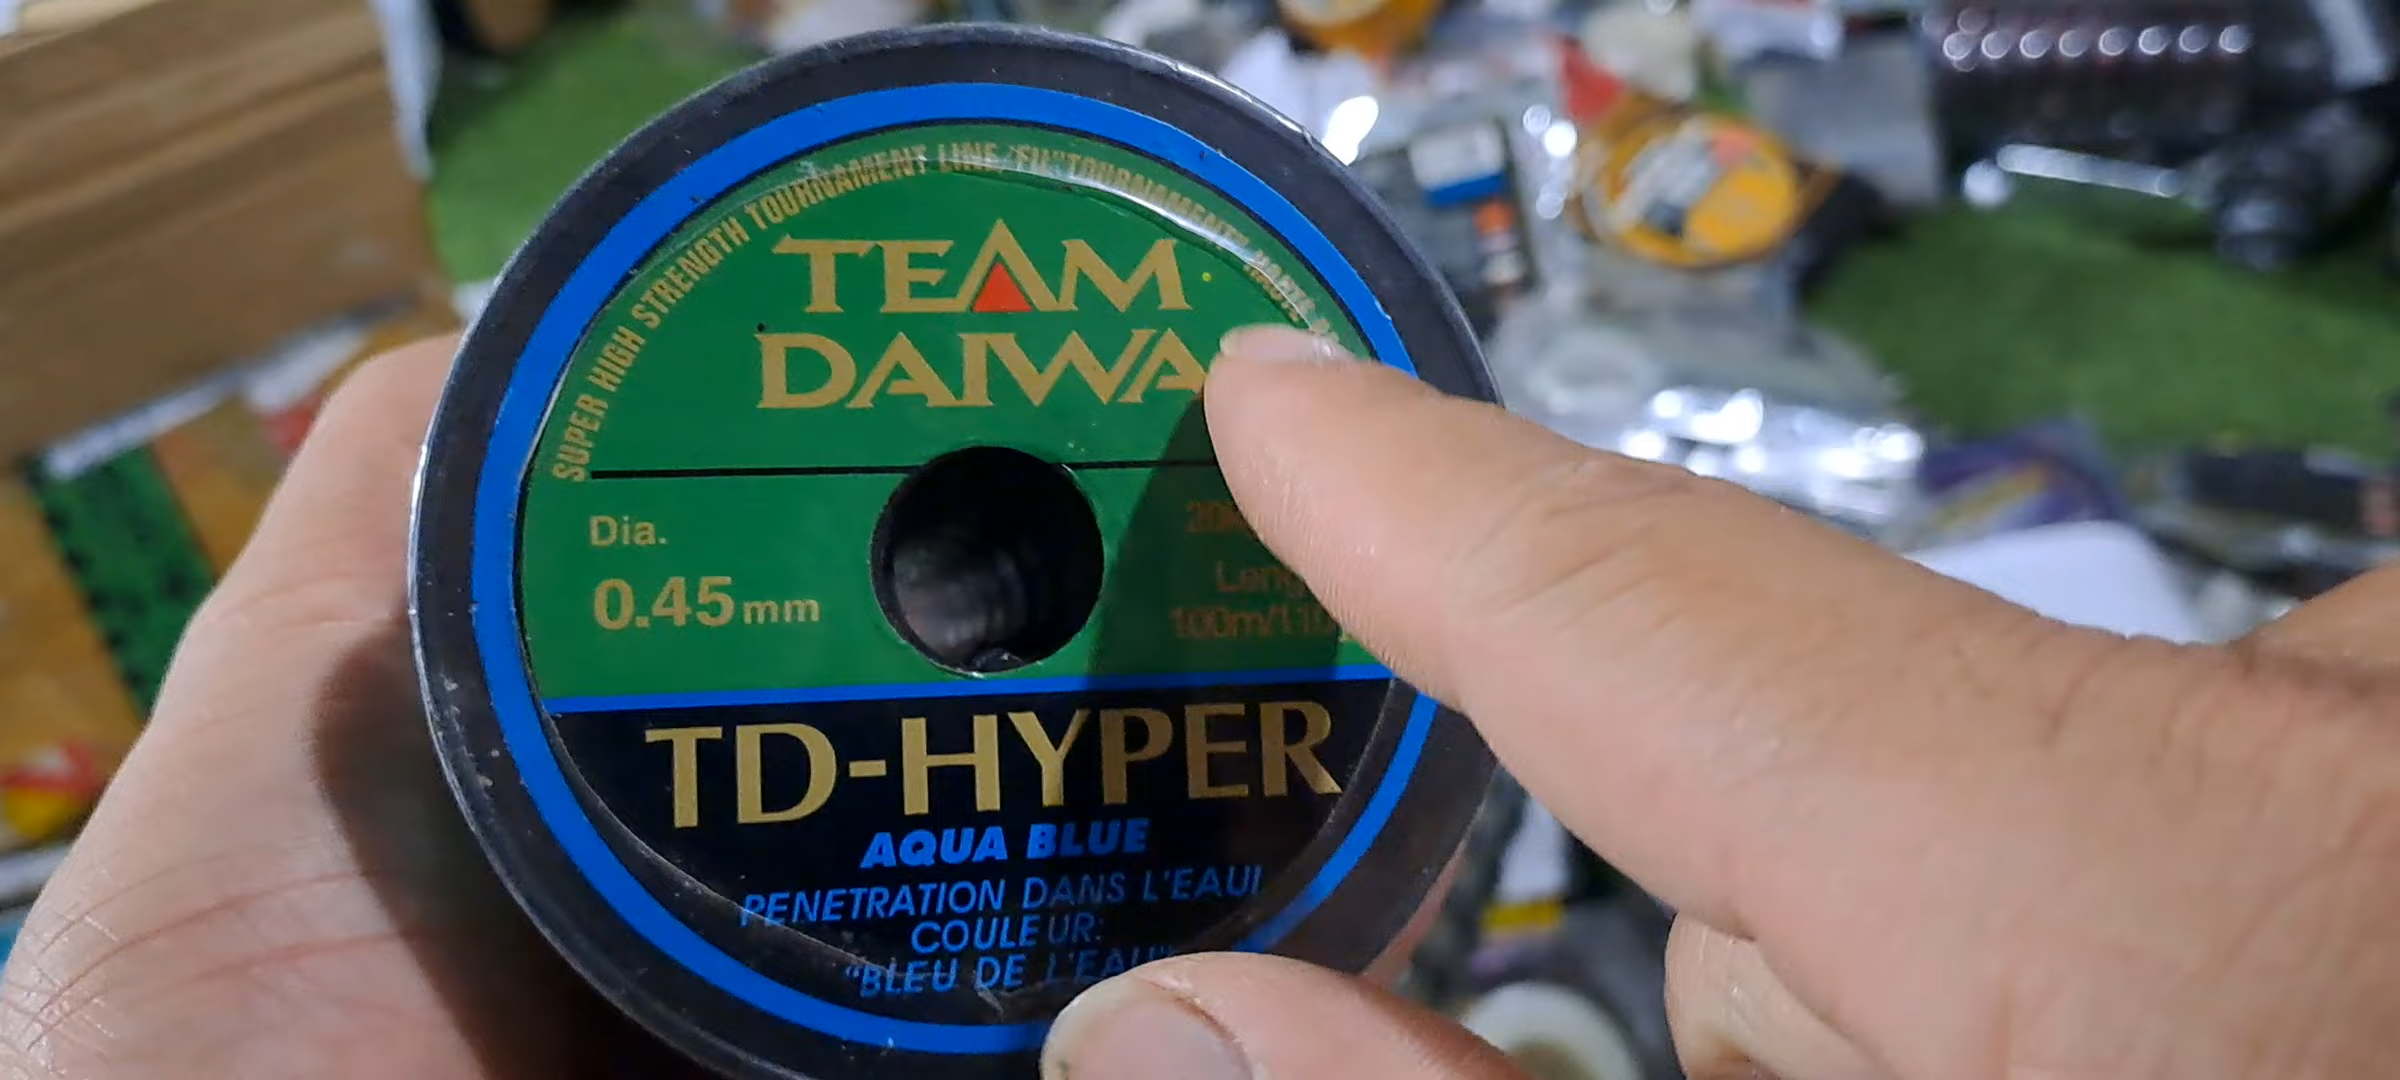 SUPER HIGH STRENGTH TOURNAMENT LINE, FIL "TOURNAMENT"
TEAM
DAIWA
Dia.
0.45mm
TD-HYPER
AQUA BLUE
PENETRATION DANS L'EAU!
COULEUR:
"BLEU DE L'EAU"